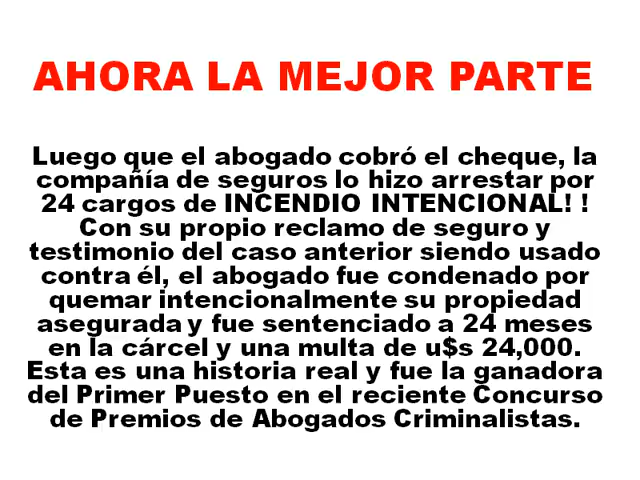 AHORA LA MEJOR PARTE
Luego que el abogado cobró el cheque, la
compañía de seguros lo hizo arrestar por
24 cargos de INCENDIO INTENCIONAL! !
Con su propio reclamo de seguro y
testimonio del caso anterior siendo usado
contra él, el abogado fue condenado por
quemar intencionalmente su propiedad
asegurada y fue sentenciado a 24 meses
en la cárcel y una multa de u$s 24,000.
Esta es una historia real y fue la ganadora
del Primer Puesto en el reciente Concurso
de Premios de Abogados Criminalistas.